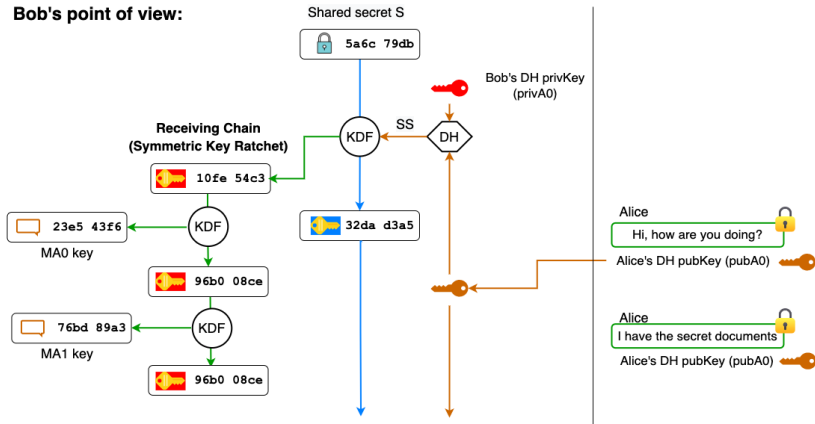 Bob's point of view:
Shared secret S
5a6c 79db
Bob's DH privKey
(privA0)
KDF
SS
DH
Receiving Chain
(Symmetric Key Ratchet)
10fe 54c3
23e5 43f6
KDF
MA0 key
32da d3a5
96b0 08ce
76bd 89a3
KDF
MA1 key
96b0 08ce
Alice
Hi, how are you doing?
Alice's DH pubKey (pubA0)
Alice
I have the secret documents
Alice's DH pubKey (pubA0)